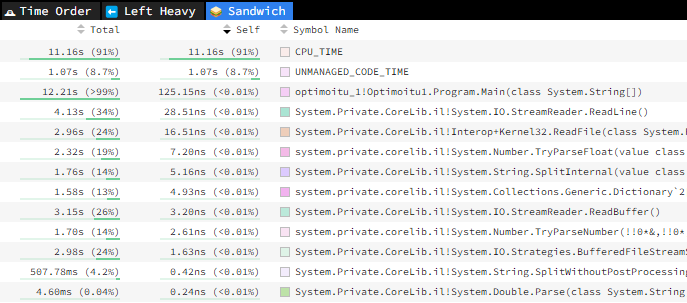 Time Order Left Heavy Sandwich
Total Self Symbol Name
11.16s (91%) 11.16s (91%) CPU_TIME
1.07s (8.7%) 1.07s (8.7%) UNMANAGED_CODE_TIME
12.21s (>99%) 125.15ns (<0.01%) optimoitu_1!Optimoitu1.Program.Main(class System.String[])
4.13s (34%) 28.51ns (<0.01%) System.Private.CoreLib.il!System.IO.StreamReader.ReadLine()
2.96s (24%) 16.51ns (<0.01%) System.Private.CoreLib.il!Interop+Kernel32.ReadFile(class System.
2.32s (19%) 7.20ns (<0.01%) system.private.corelib.il!System.Number.TryParseFloat(value class
1.76s (14%) 5.16ns (<0.01%) System.Private.CoreLib.il!System.String.SplitInternal(value class
1.58s (13%) 4.93ns (<0.01%) system.private.corelib.il!System.Collections.Generic.Dictionary`2
3.15s (26%) 3.20ns (<0.01%) System.Private.CoreLib.il!System.IO.StreamReader.ReadBuffer()
1.70s (14%) 2.61ns (<0.01%) system.private.corelib.il!System.Number.TryParseNumber(!!0*&,!!0*
2.98s (24%) 1.63ns (<0.01%) System.Private.CoreLib.il!System.IO.Strategies.BufferedFileStreamS
507.78ms (4.2%) 0.42ns (<0.01%) System.Private.CoreLib.il!System.String.SplitWithoutPostProcessing
4.60ms (0.04%) 0.24ns (<0.01%) System.Private.CoreLib.il!System.Double.Parse(class System.String